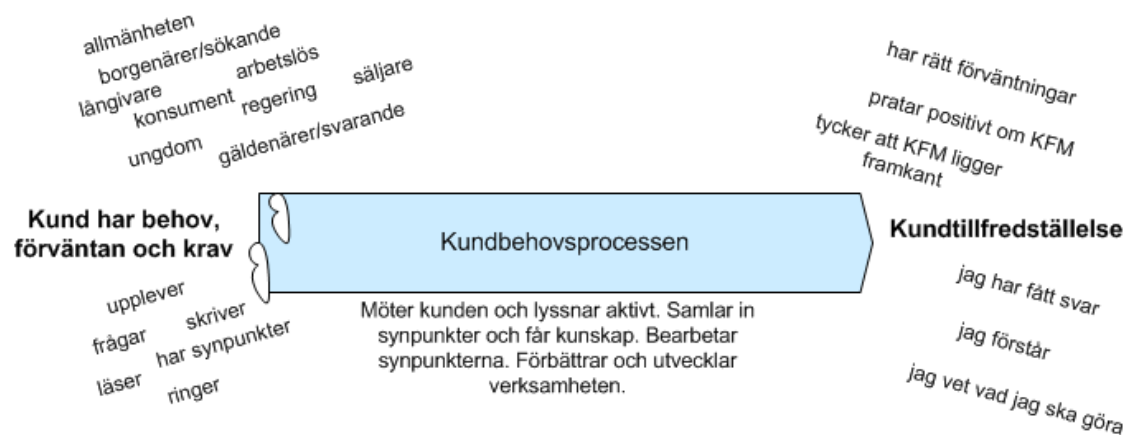 allmänheten
borgenärer/sökande
långivare
arbetslös
konsument
regering
säljare
ungdom
gäldenärer/svarande
Kund har behov,
förväntan och krav
upplever
frågar
skriver
har synpunkter
läser
ringer
Kundbehovsprocessen
Möter kunden och lyssnar aktivt. Samlar in
synpunkter och får kunskap. Bearbetar
synpunkterna. Förbättrar och utvecklar
verksamheten.
har rätt förväntningar
pratar positivt om KFM
tycker att KFM ligger
framkant
Kundtillfredställelse
jag har fått svar
jag förstår
jag vet vad jag ska göra